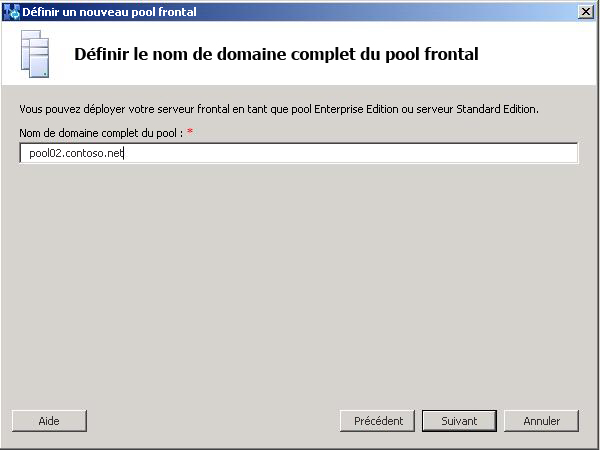 Définir un nouveau pool frontal
Définir le nom de domaine complet du pool frontal
Vous pouvez déployer votre serveur frontal en tant que pool Enterprise Edition ou serveur Standard Edition.
Nom de domaine complet du pool : *
pool02.contoso.net
Aide
Précédent
Suivant
Annuler